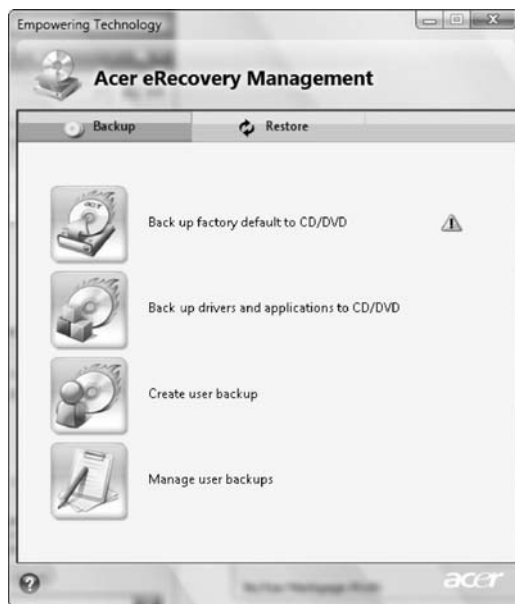 Empowering Technology
Acer eRecovery Management
Backup
Restore
Back up factory default to CD/DVD
Back up drivers and applications to CD/DVD
Create user backup
Manage user backups
acer